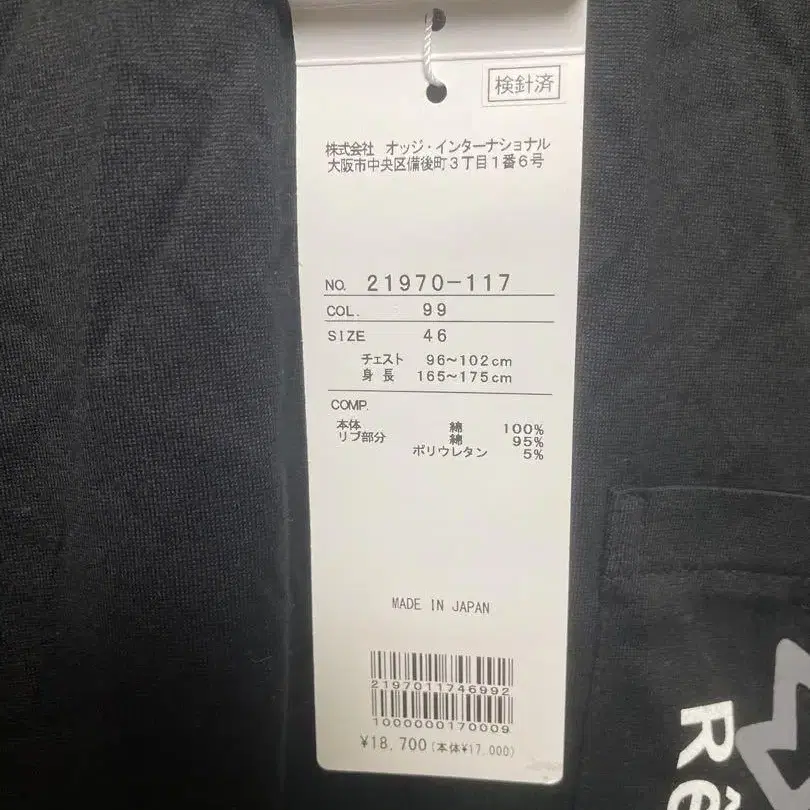 検針済
株式会社 オッジ・インターナショナル
大阪市中央区備後町3丁目1番6号
NO. 21970-117
COL. 99
SIZE 46
チェスト 96~102cm
身長 165~175cm
COMP.
本体 綿 100%
リブ部分 綿 95%
ポリウレタン 5%
MADE IN JAPAN
2197011746992
1000000170009
¥18,700(本体¥17,000)
Rê